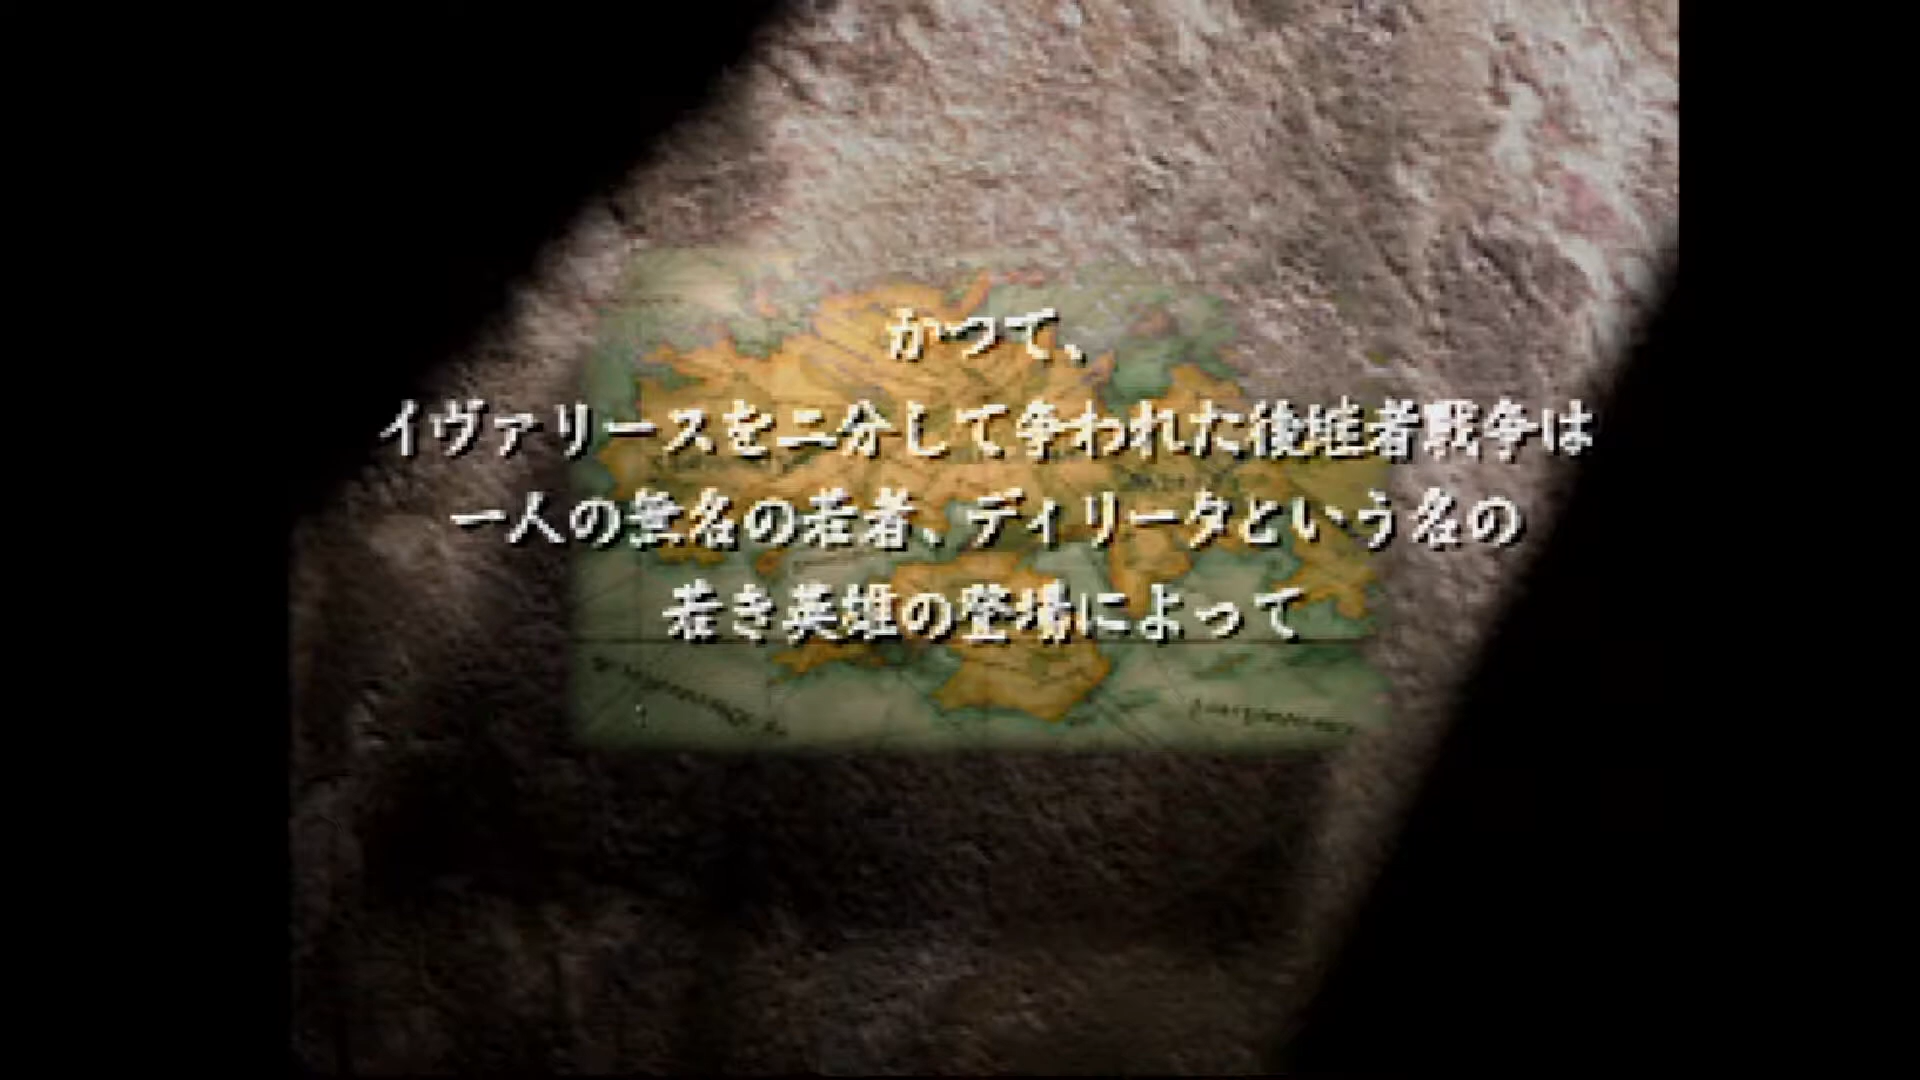 かつて、
イヴァリースを二分して争われた後継者戦争は
一人の無名の若者、ディリータという名の
若き英雄の登場によって